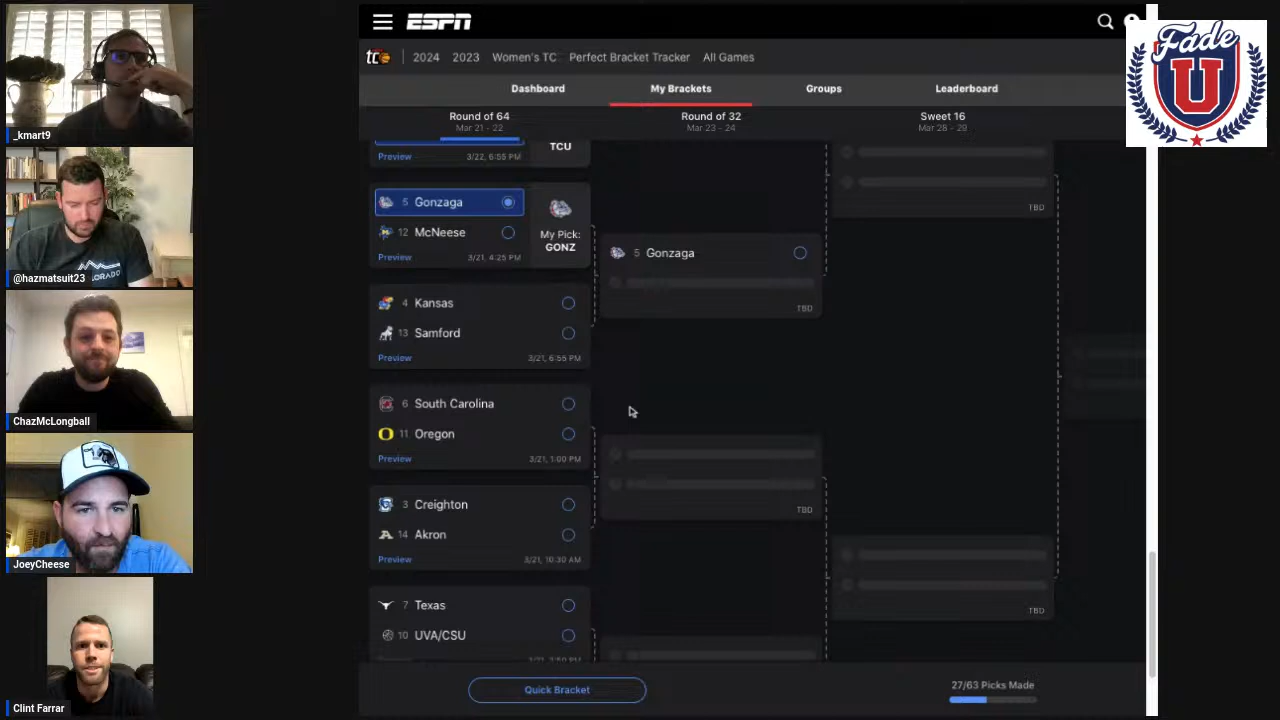 _kmart9
@hazmatsuit23
ChazMcLongball
JoeyCheese
Clint Farrar
ESPN
tc 2024 2023 Women's TC Perfect Bracket Tracker All Games
Dashboard My Brackets Groups Leaderboard
Round of 64 Round of 32 Sweet 16
Mar 21 - 22 Mar 23 - 24 Mar 28 - 29
TCU
Preview 3/22, 6:55 PM
5 Gonzaga
12 McNeese
My Pick:
GONZ
Preview 3/21, 4:25 PM
4 Kansas
13 Samford
Preview 3/21, 6:55 PM
6 South Carolina
11 Oregon
Preview 3/21, 1:00 PM
3 Creighton
14 Akron
Preview 3/21, 10:30 AM
7 Texas
10 UVA/CSU
5 Gonzaga
TBD
TBD
TBD
TBD
Quick Bracket
27/63 Picks Made
Fade
U